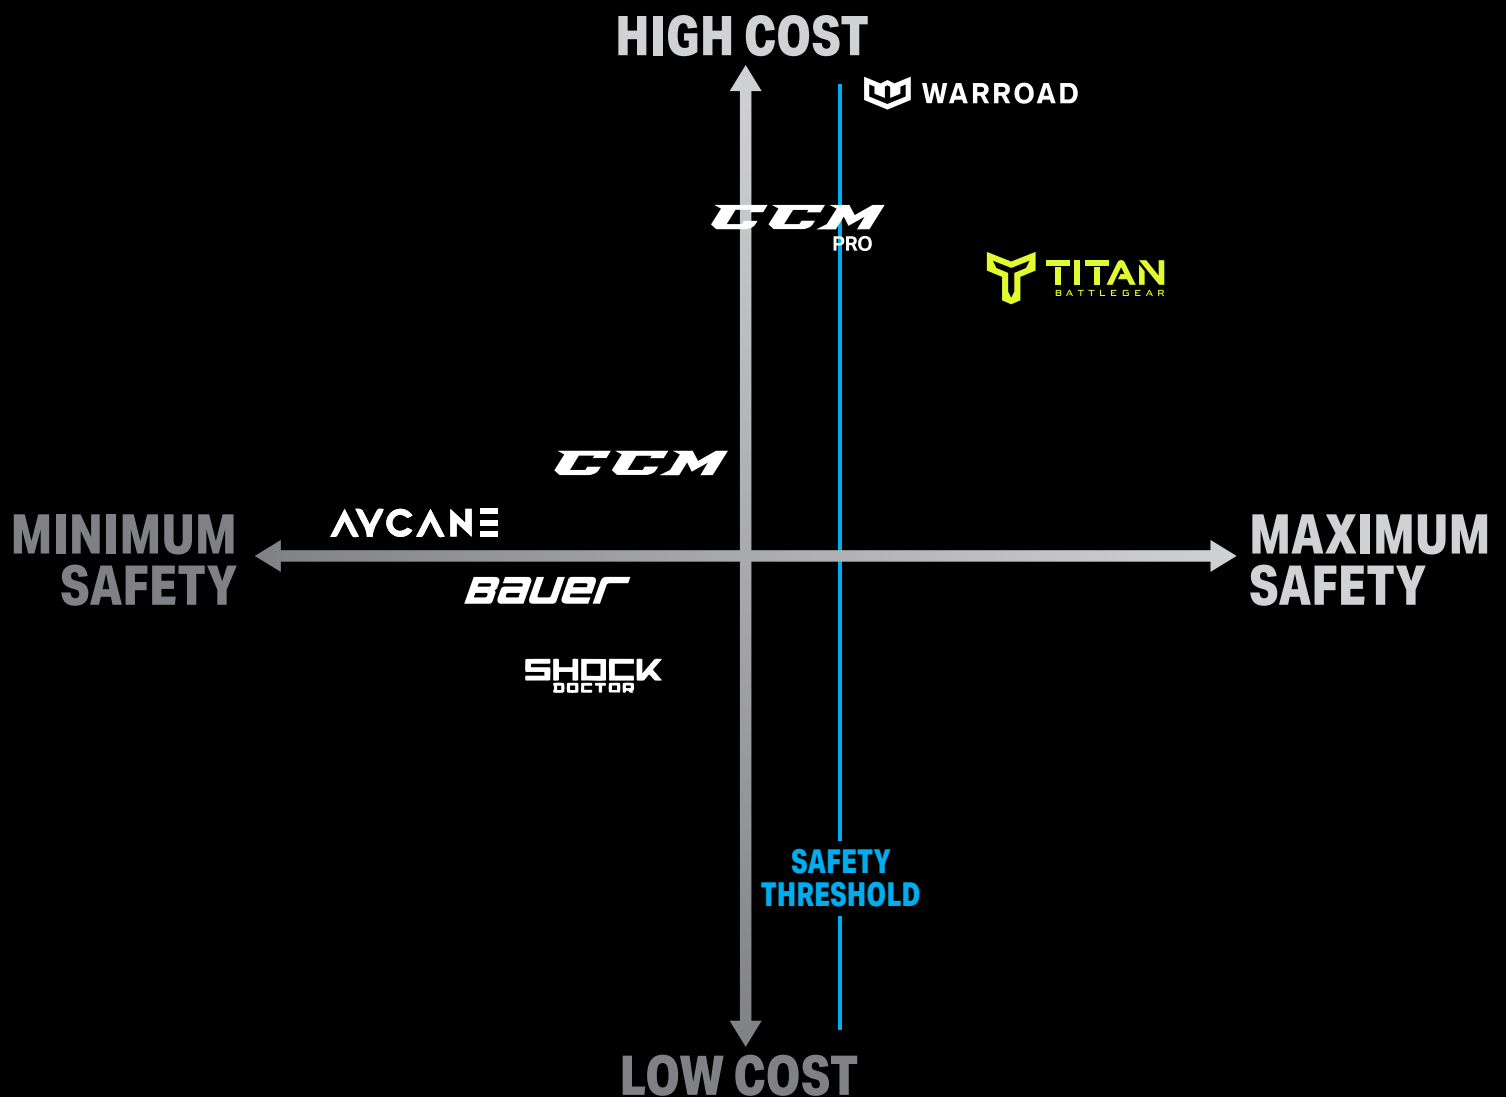 HIGH COST
WARROAD
CCM
PRO
TITAN
BATTLEGEAR
CCM
AYCANE
MINIMUM
SAFETY
MAXIMUM
SAFETY
BAUER
SHOCK
DOCTOR
SAFETY
THRESHOLD
LOW COST